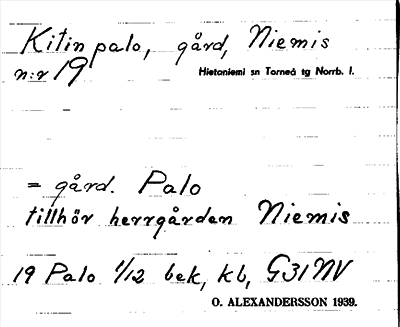 Kitinpalo, gård, Niemis
n:r 19
Hietaniemi sn Torneå tg Norrb. l.
= gård. Palo
tillhör herrgården Niemis
19 Palo 1/12 bek, kb, G31NV
O. ALEXANDERSSON 1939.